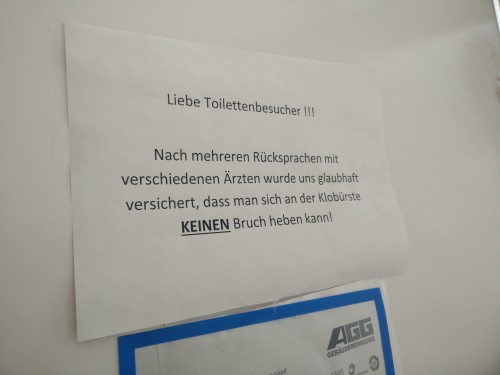 Liebe Toilettenbesucher !!!
Nach mehreren Rücksprachen mit
verschiedenen Ärzten wurde uns glaubhaft
versichert, dass man sich an der Klobürste
KEINEN Bruch heben kann!
AGG
GEBÄUDEREINIGUNG